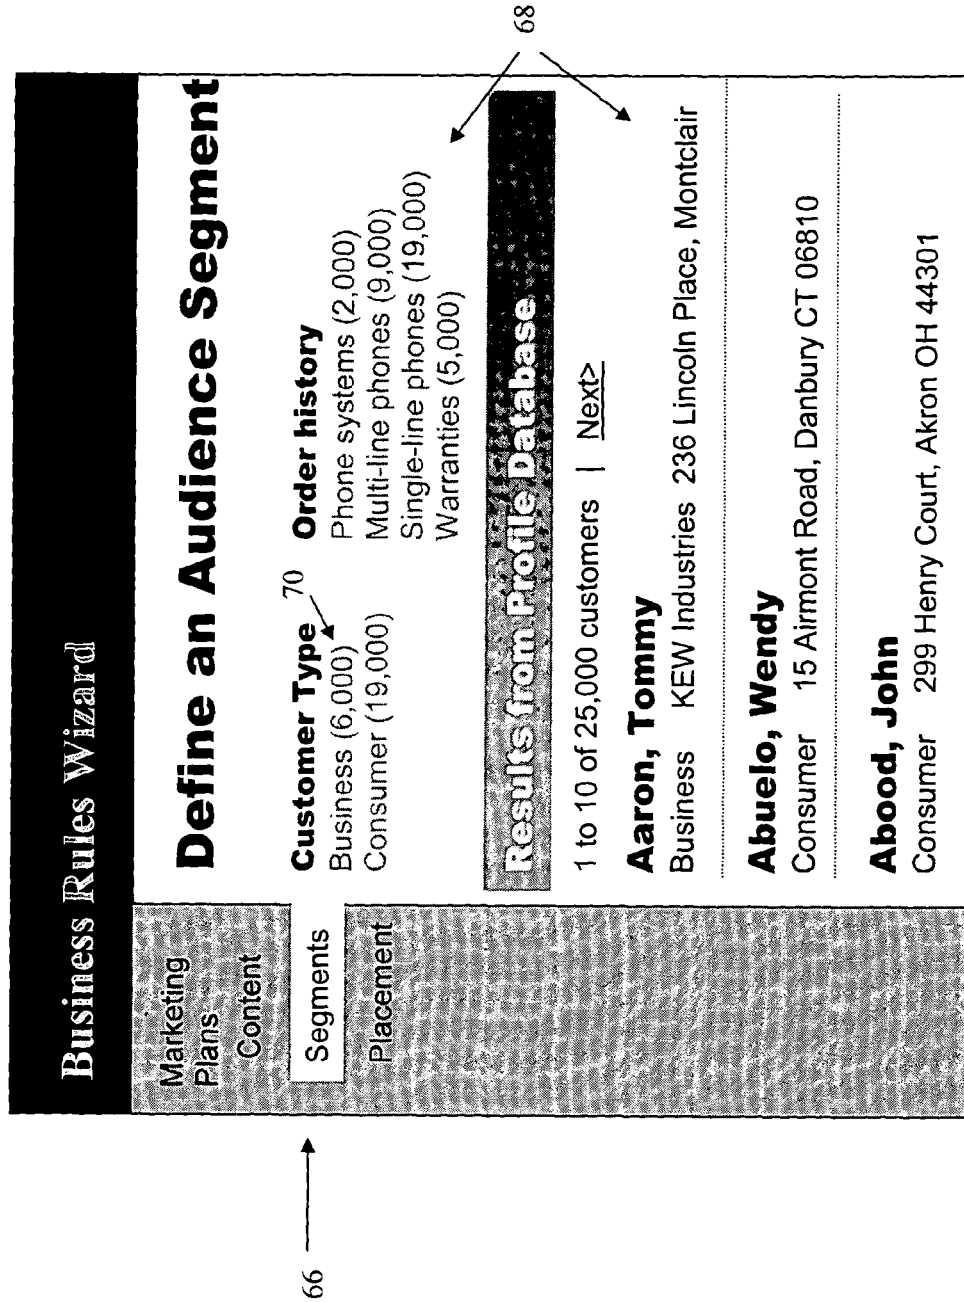 Business Rules Wizard
Marketing
Plans
Content
Segments
Placement
66
Define an Audience Segment
Customer Type
70
Business (6,000)
Consumer (19,000)
Order history
Phone systems (2,000)
Multi-line phones (9,000)
Single-line phones (19,000)
Warranties (5,000)
68
Results from Profile Database
1 to 10 of 25,000 customers | Next>
Aaron, Tommy
Business KEW Industries 236 Lincoln Place, Montclair
Abuelo, Wendy
Consumer 15 Airmont Road, Danbury CT 06810
Abood, John
Consumer 299 Henry Court, Akron OH 44301